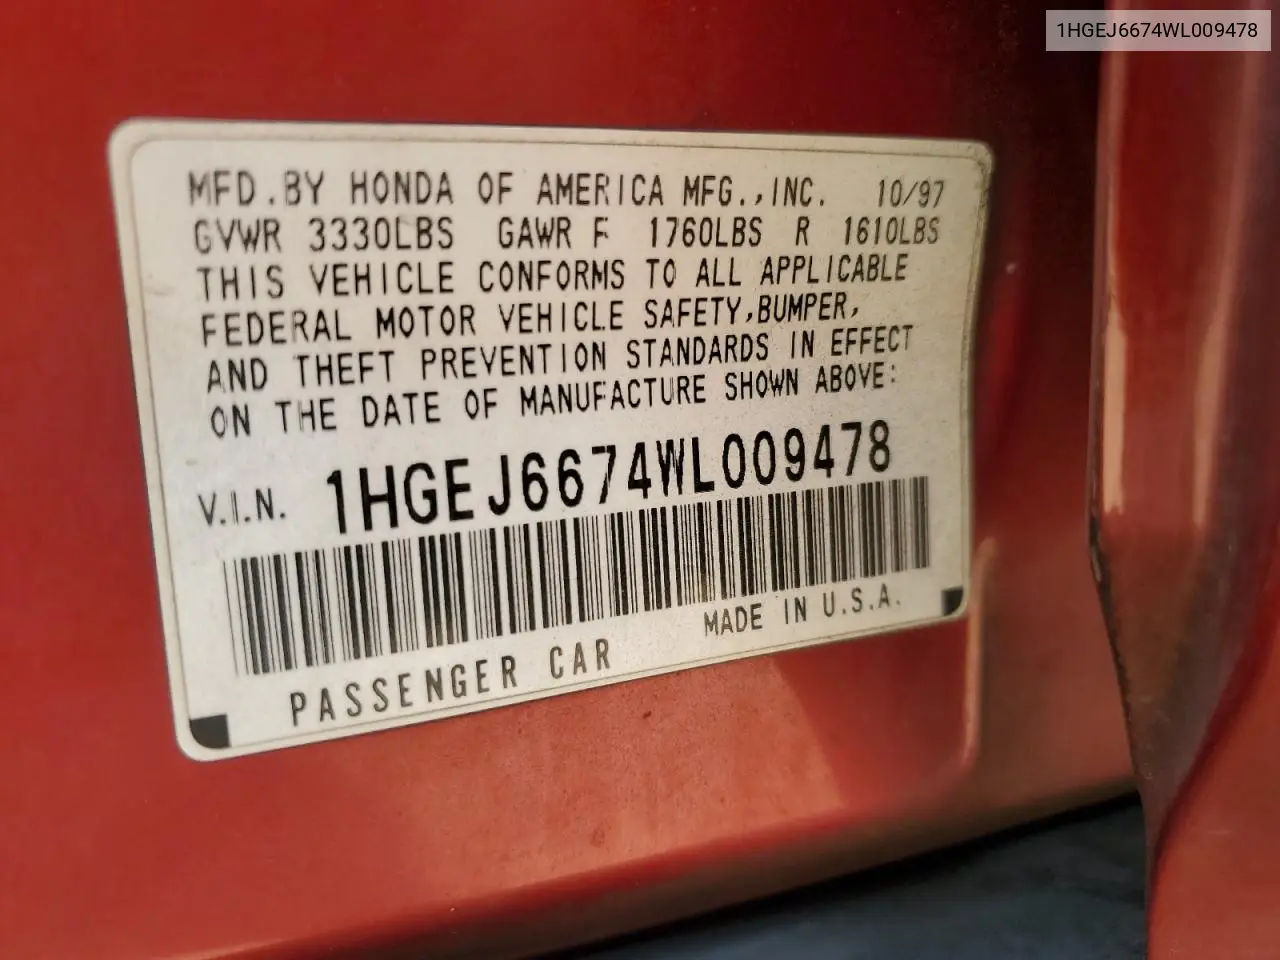 1HGEJ6674WL009478
MFD.BY HONDA OF AMERICA MFG.,INC. 10/97
GVWR 3330LBS GAWR F 1760LBS R 1610LBS
THIS VEHICLE CONFORMS TO ALL APPLICABLE
FEDERAL MOTOR VEHICLE SAFETY,BUMPER,
AND THEFT PREVENTION STANDARDS IN EFFECT
ON THE DATE OF MANUFACTURE SHOWN ABOVE:
V.I.N. 1HGEJ6674WL009478
PASSENGER CAR MADE IN U.S.A.